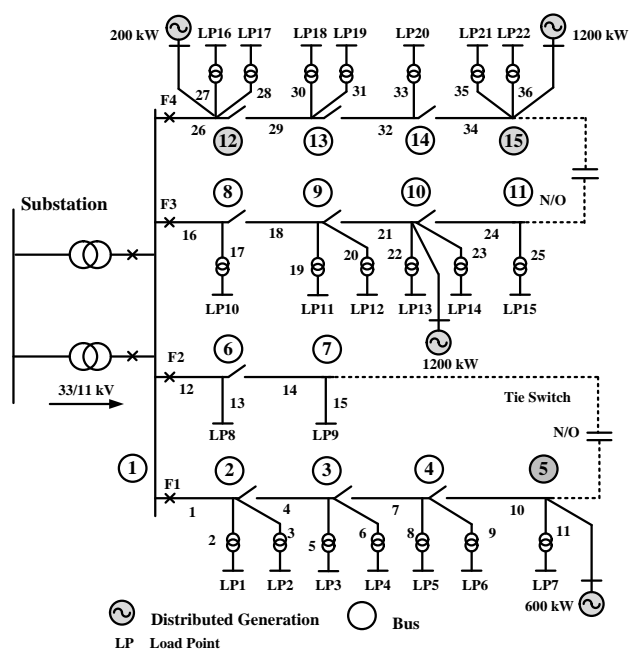 200 kW LP16 LP17 LP18 LP19 LP20 LP21 LP22 1200 kW
27 28 30 31 33 35 36
F4
26 29 32 34
12 13 14 15
Substation
8 9 10 11
F3
N/O
16 18 21 24
17 19 20 22 23 25
LP10 LP11 LP12 LP13 LP14 LP15
6 7
1200 kW
F2
12 14
33/11 kV
13 15
Tie Switch
LP8 LP9
N/O
1 2 3 4 5
F1
1 4 7 10
2 3 5 6 8 9 11
LP1 LP2 LP3 LP4 LP5 LP6 LP7
600 kW
Distributed Generation
Bus
LP Load Point